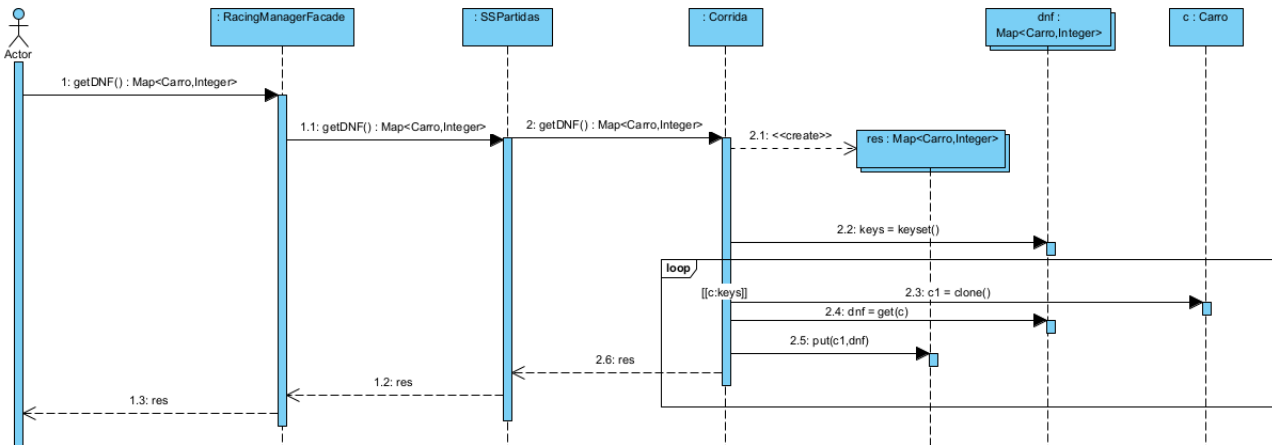 : RacingManagerFacade
: SSPartidas
: Corrida
dnf :
Map<Carro,Integer>
c : Carro
Actor
1: getDNF() : Map<Carro,Integer>
1.1: getDNF() : Map<Carro,Integer>
2: getDNF() : Map<Carro,Integer>
2.1: <<create>>
res : Map<Carro,Integer>
2.2: keys = keyset()
loop
[[c:keys]]
2.3: c1 = clone()
2.4: dnf = get(c)
2.5: put(c1,dnf)
2.6: res
1.2: res
1.3: res